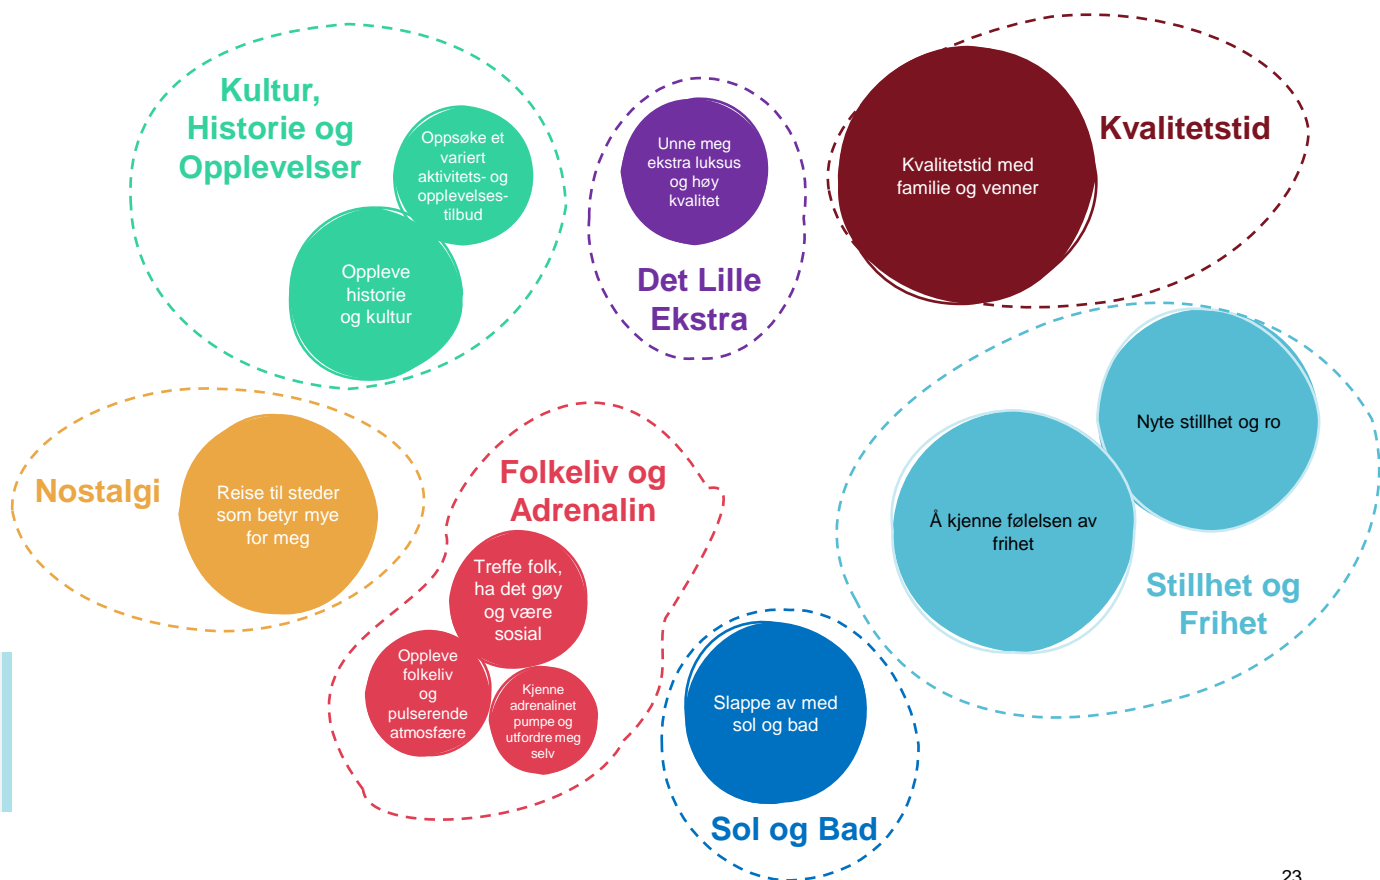 Kultur,
Historie og
Opplevelser
Oppsøke et
variert
aktivitets- og
opplevelses-
tilbud
Oppleve
historie
og kultur
Unne meg
ekstra luksus
og høy
kvalitet
Det Lille
Ekstra
Kvalitetstid med
familie og venner
Kvalitetstid
Nostalgi
Reise til steder
som betyr mye
for meg
Folkeliv og
Adrenalin
Treffe folk,
ha det gøy
og være
sosial
Oppleve
folkeliv
og
pulserende
atmosfære
Kjenne
adrenalinet
pumpe og
utfordre meg
selv
Nyte stillhet og ro
Å kjenne følelsen av
frihet
Stillhet og
Frihet
Slappe av med
sol og bad
Sol og Bad
23